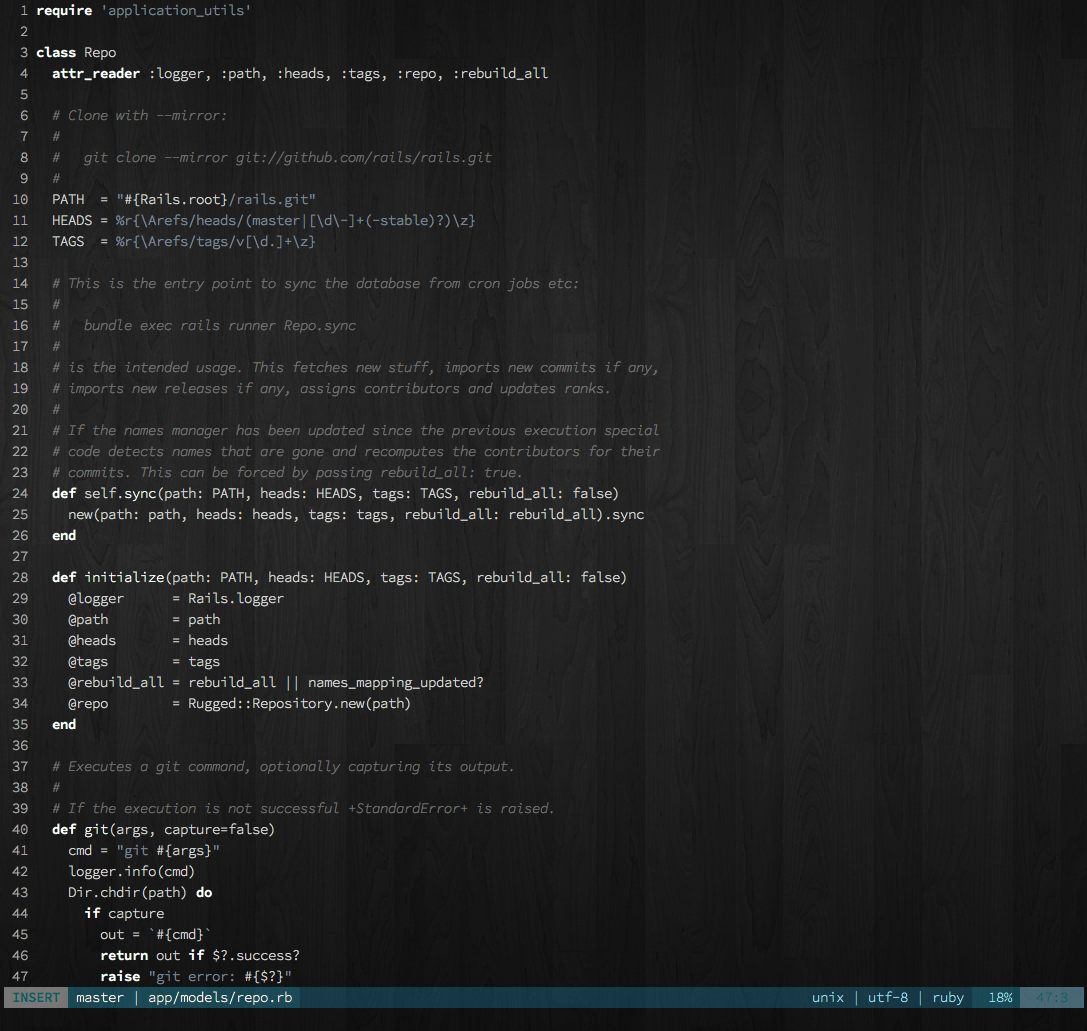 1 require 'application_utils'
2
3 class Repo
4   attr_reader :logger, :path, :heads, :tags, :repo, :rebuild_all
5
6   # Clone with --mirror:
7   #
8   #   git clone --mirror git://github.com/rails/rails.git
9   #
10   PATH  = "#{Rails.root}/rails.git"
11   HEADS = %r{\Arefs/heads/(master|[\d\-]+(-stable)?)\z}
12   TAGS  = %r{\Arefs/tags/v[\d.]+\z}
13
14   # This is the entry point to sync the database from cron jobs etc:
15   #
16   #   bundle exec rails runner Repo.sync
17   #
18   # is the intended usage. This fetches new stuff, imports new commits if any,
19   # imports new releases if any, assigns contributors and updates ranks.
20   #
21   # If the names manager has been updated since the previous execution special
22   # code detects names that are gone and recomputes the contributors for their
23   # commits. This can be forced by passing rebuild_all: true.
24   def self.sync(path: PATH, heads: HEADS, tags: TAGS, rebuild_all: false)
25     new(path: path, heads: heads, tags: tags, rebuild_all: rebuild_all).sync
26   end
27
28   def initialize(path: PATH, heads: HEADS, tags: TAGS, rebuild_all: false)
29     @logger      = Rails.logger
30     @path        = path
31     @heads       = heads
32     @tags        = tags
33     @rebuild_all = rebuild_all || names_mapping_updated?
34     @repo        = Rugged::Repository.new(path)
35   end
36
37   # Executes a git command, optionally capturing its output.
38   #
39   # If the execution is not successful +StandardError+ is raised.
40   def git(args, capture=false)
41     cmd = "git #{args}"
42     logger.info(cmd)
43     Dir.chdir(path) do
44       if capture
45         out = `#{cmd}`
46         return out if $?.success?
47         raise "git error: #{$?}"
INSERT master | app/models/repo.rb unix | utf-8 | ruby 18% 47:3